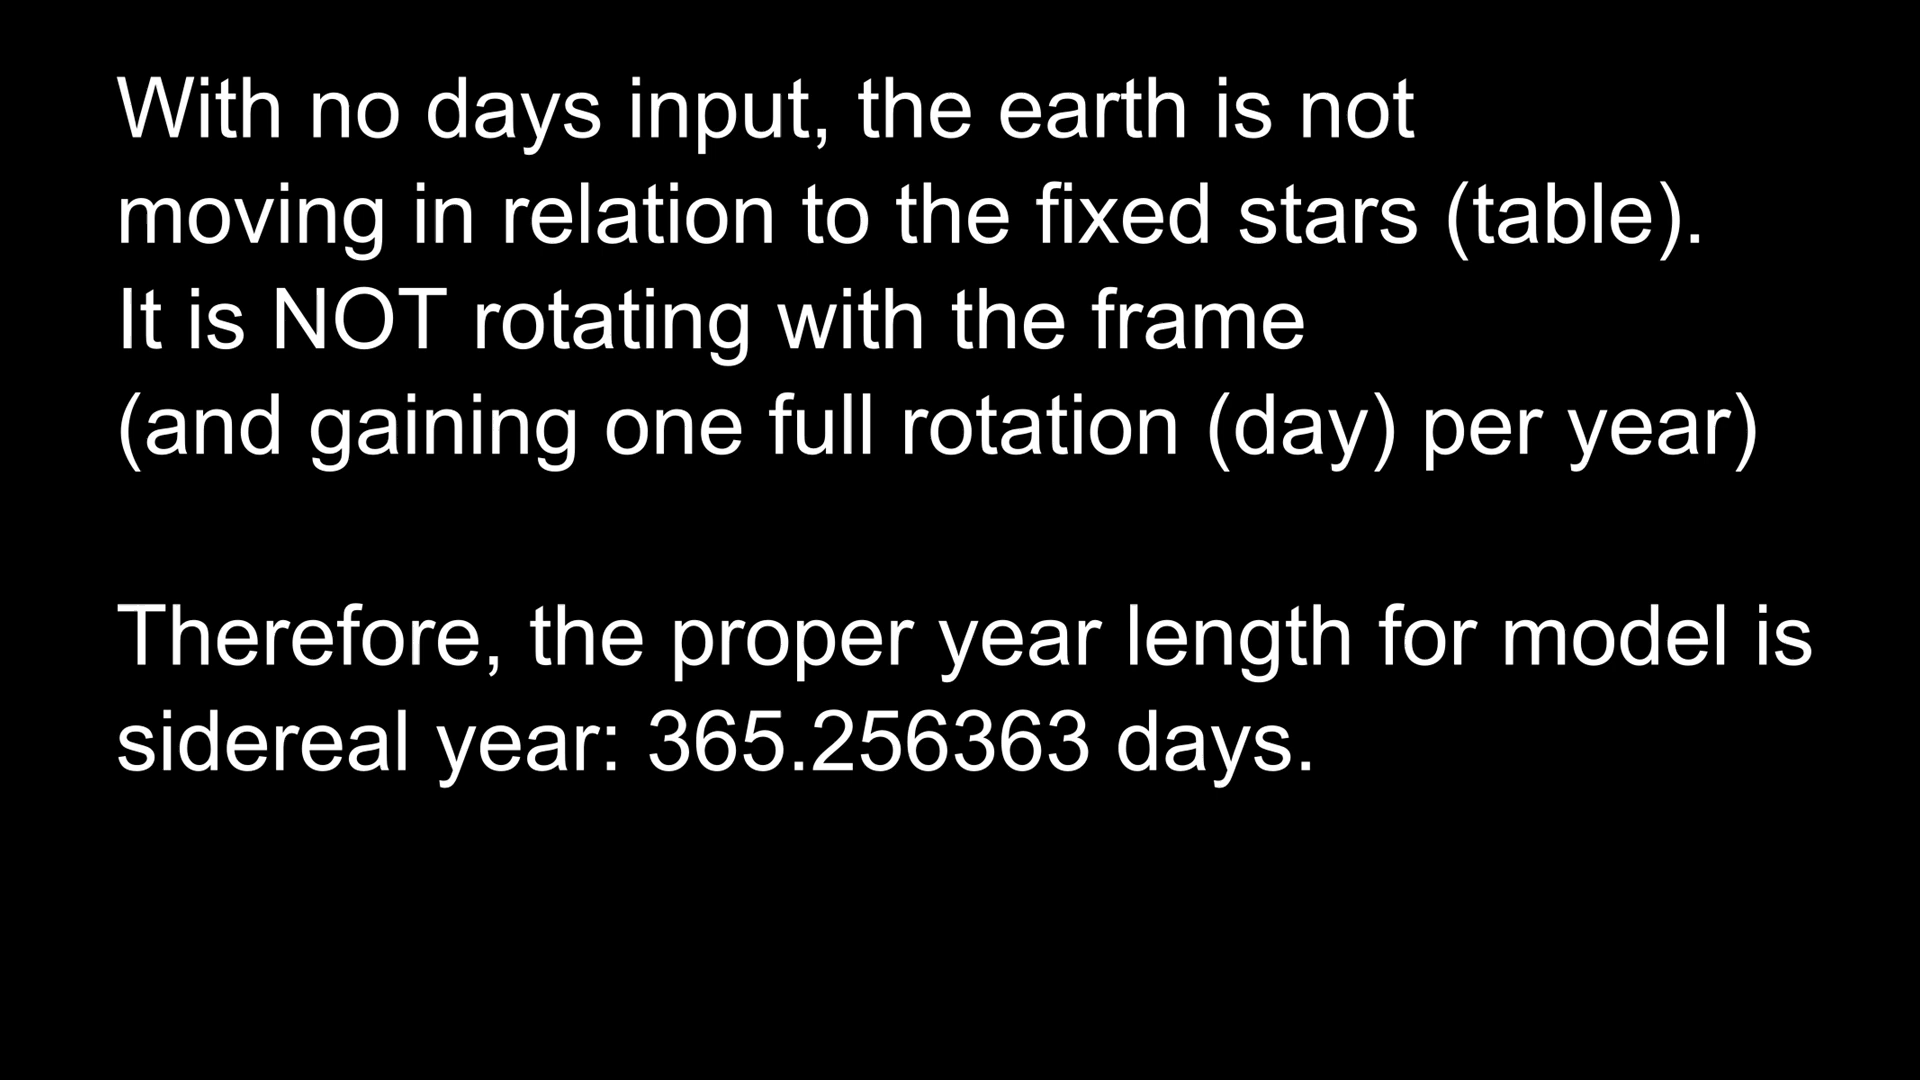 With no days input, the earth is not
moving in relation to the fixed stars (table).
It is NOT rotating with the frame
(and gaining one full rotation (day) per year)
Therefore, the proper year length for model is
sidereal year: 365.256363 days.